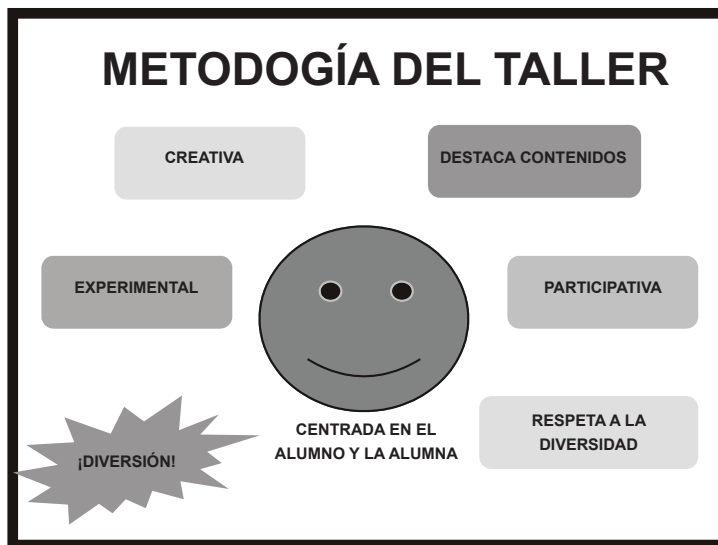 METODOGÍA DEL TALLER
CREATIVA
DESTACA CONTENIDOS
EXPERIMENTAL
PARTICIPATIVA
CENTRADA EN EL
ALUMNO Y LA ALUMNA
RESPETA A LA
DIVERSIDAD
¡DIVERSIÓN!